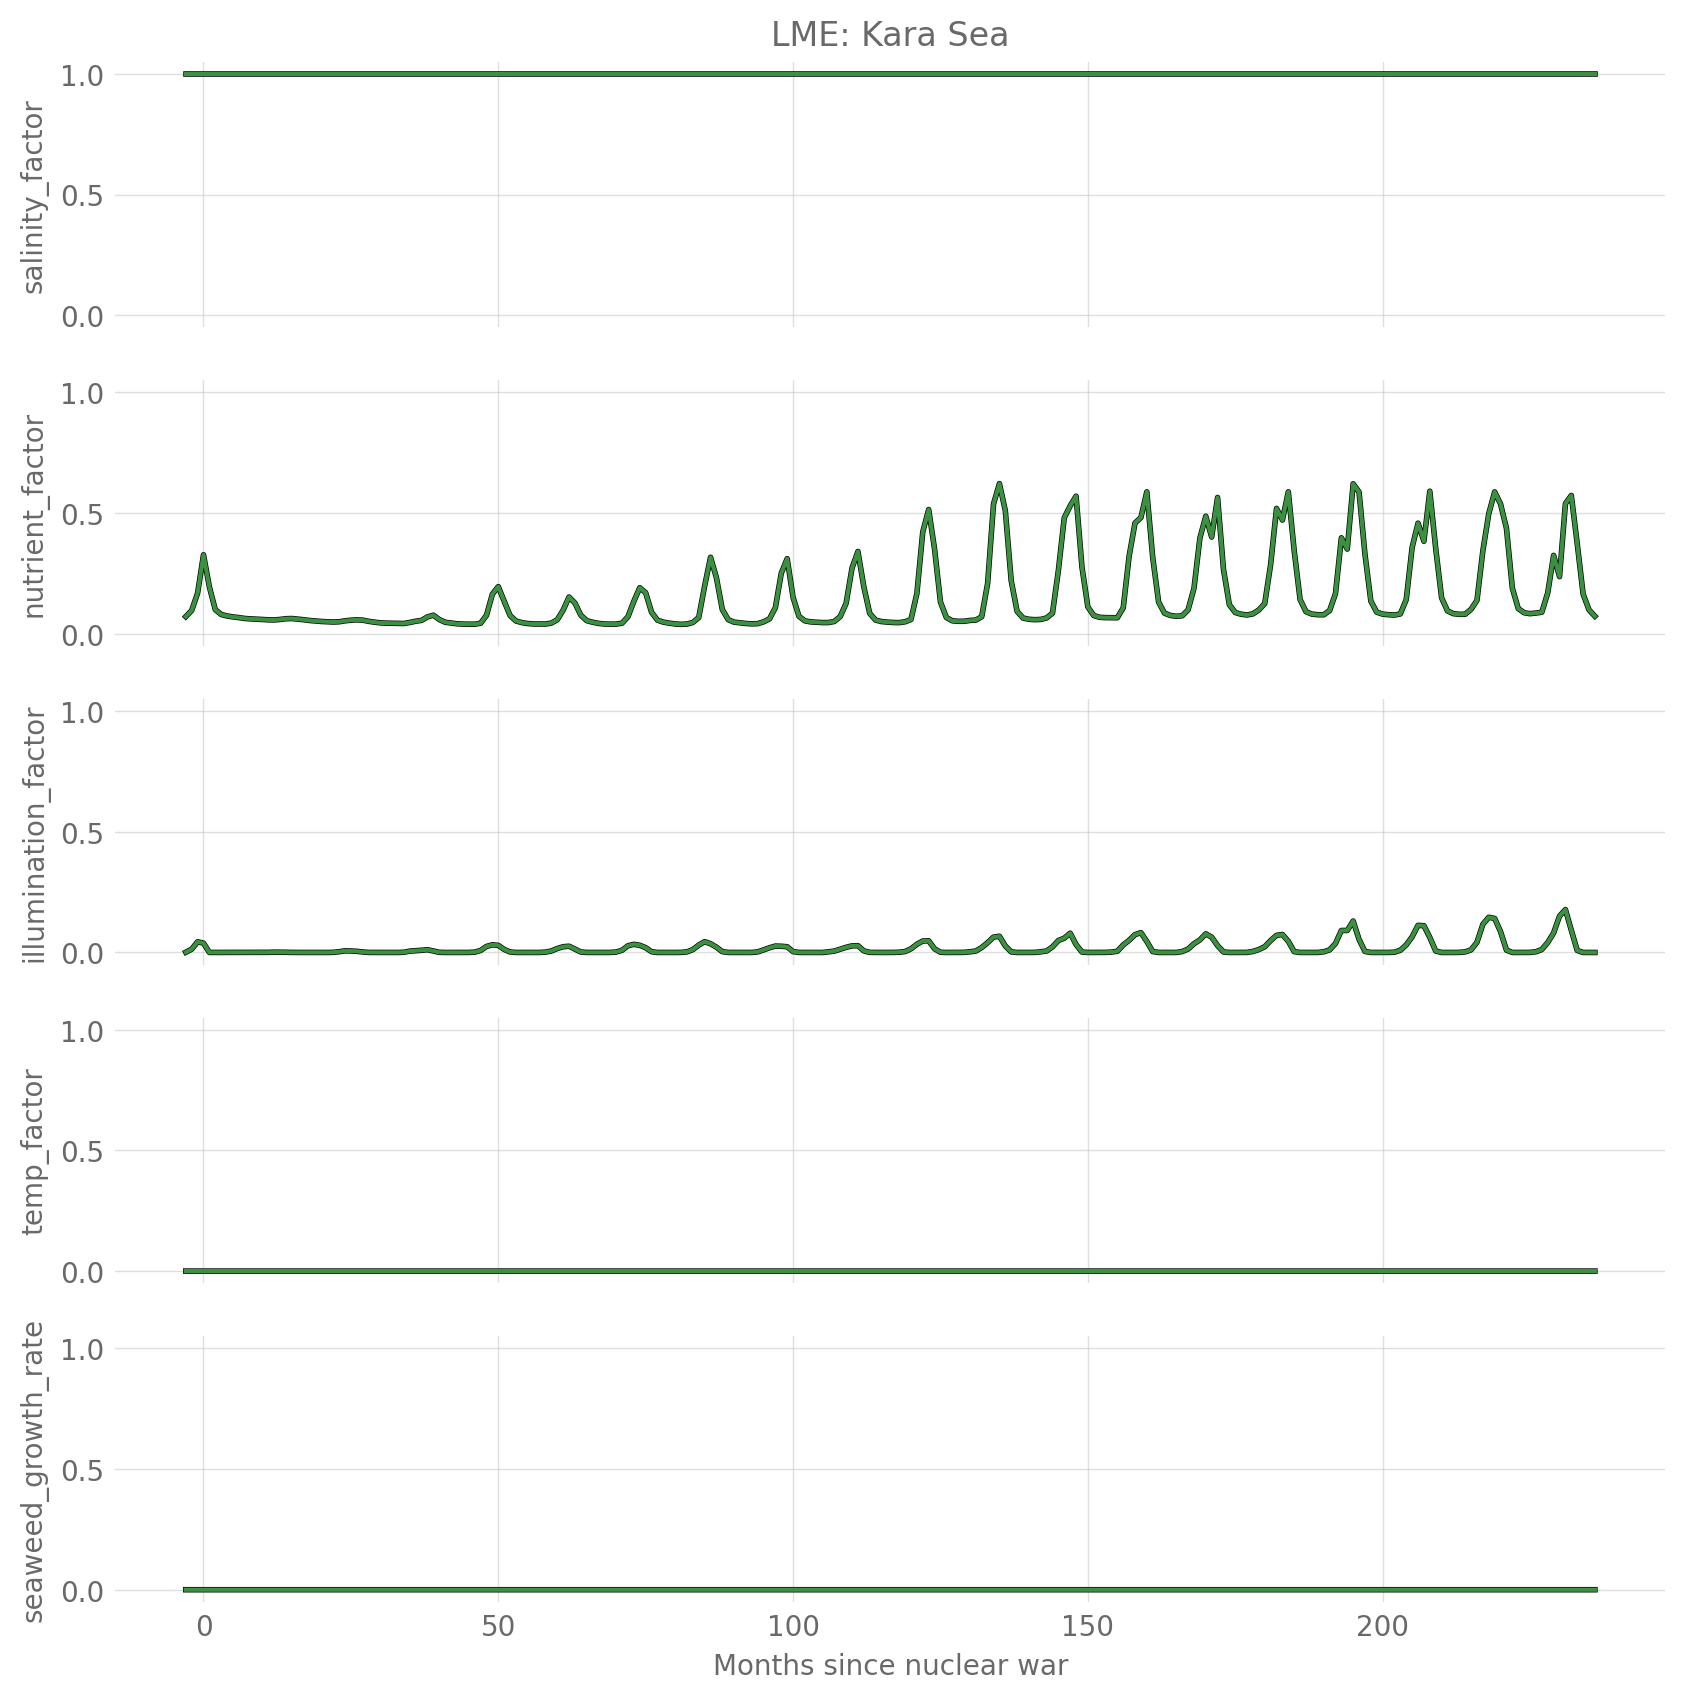 LME: Kara Sea
salinity_factor
1.0
0.5
0.0
nutrient_factor
1.0
0.5
0.0
illumination_factor
1.0
0.5
0.0
temp_factor
1.0
0.5
0.0
seaweed_growth_rate
1.0
0.5
0.0
0 50 100 150 200
Months since nuclear war